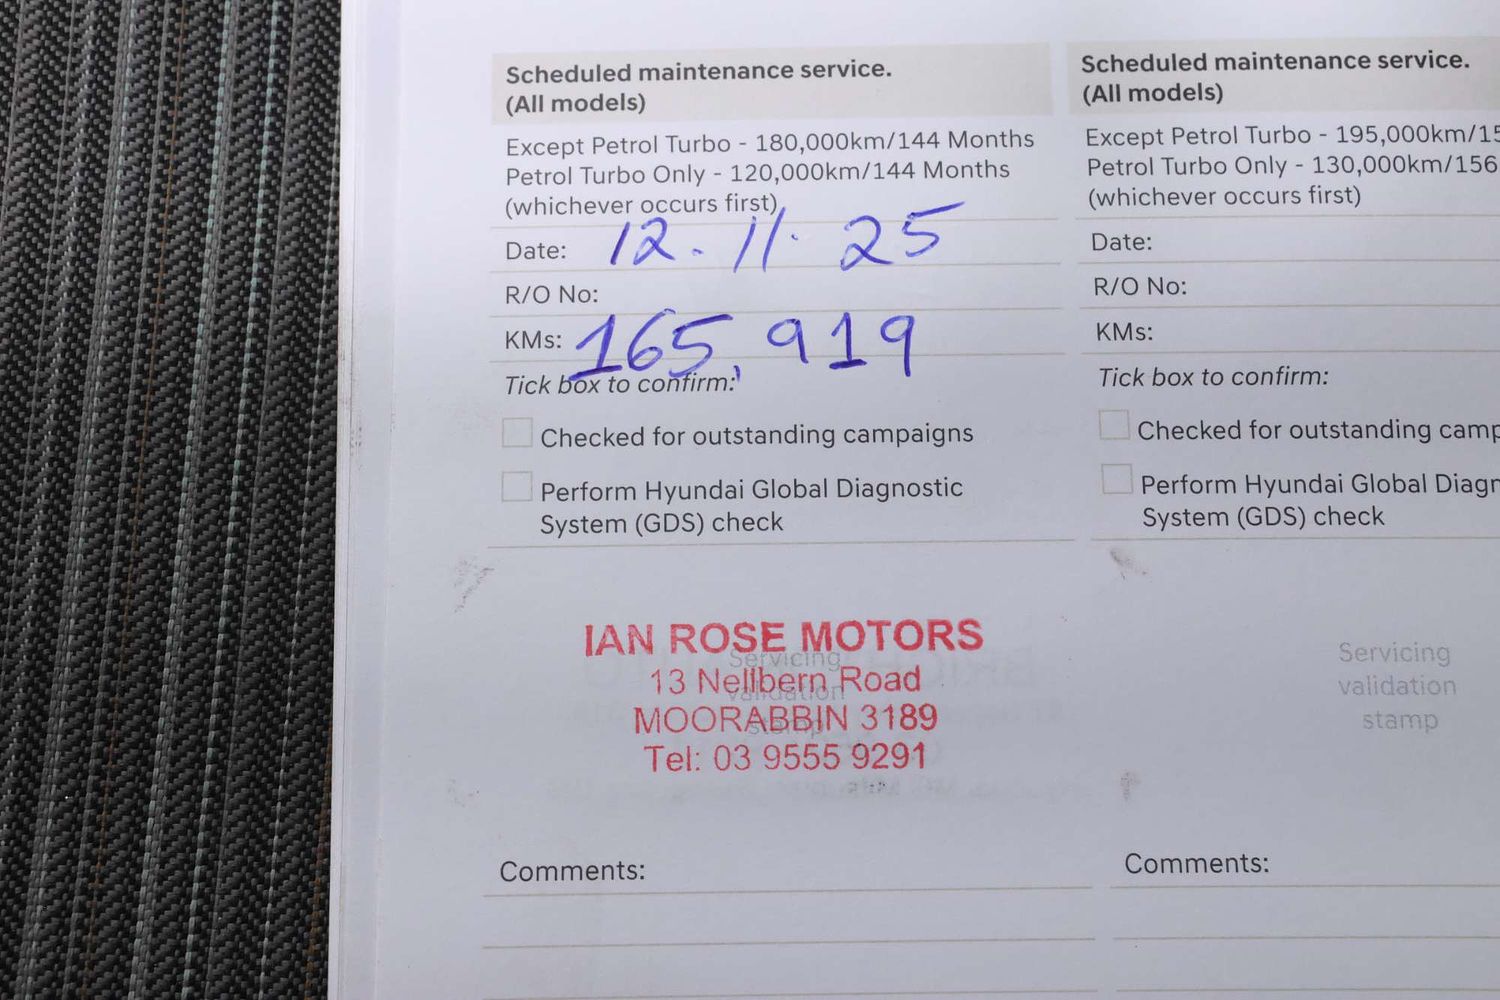 Scheduled maintenance service.
(All models)
Except Petrol Turbo - 180,000km/144 Months
Petrol Turbo Only - 120,000km/144 Months
(whichever occurs first)
Date: 12.11.25
R/O No:
KMs: 165,919
Tick box to confirm:
Checked for outstanding campaigns
Perform Hyundai Global Diagnostic
System (GDS) check
IAN ROSE MOTORS
13 Nellbern Road
MOORABBIN 3189
Tel: 03 9555 9291
Servicing
validation
stamp
Comments:
Scheduled maintenance service.
(All models)
Except Petrol Turbo - 195,000km/15
Petrol Turbo Only - 130,000km/156
(whichever occurs first)
Date:
R/O No:
KMs:
Tick box to confirm:
Checked for outstanding camp
Perform Hyundai Global Diagn
System (GDS) check
Servicing
validation
stamp
Comments: